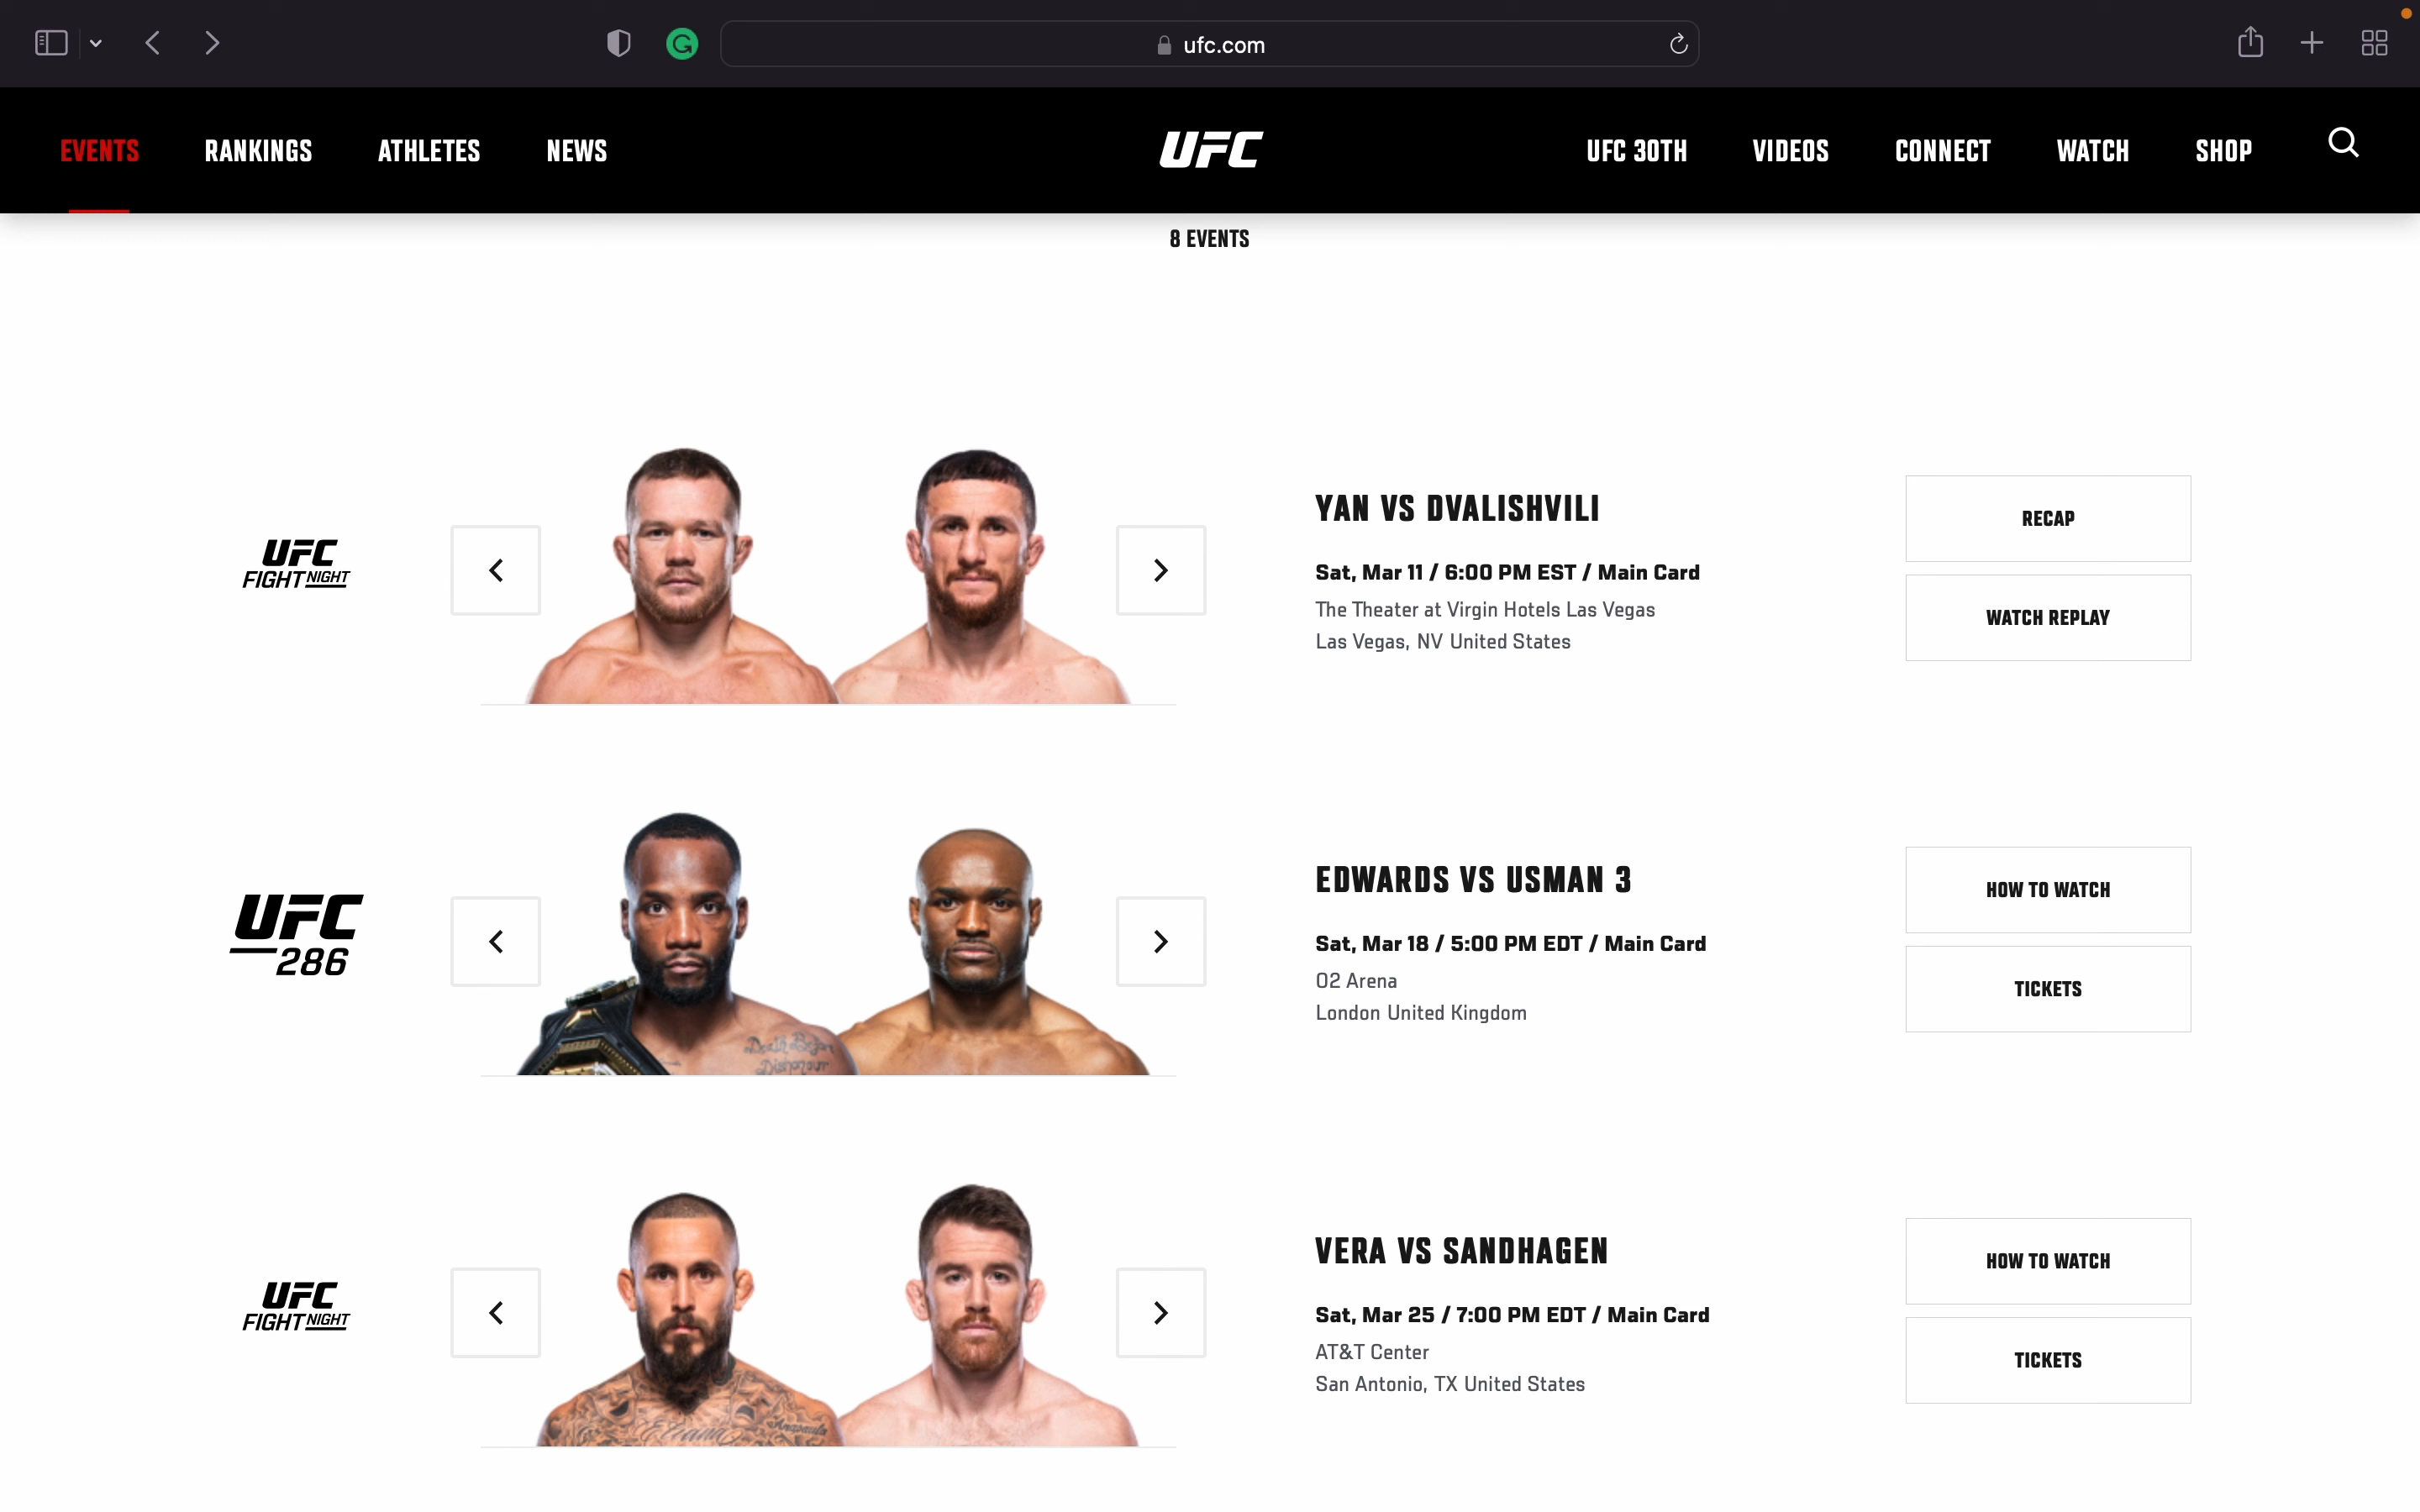 ufc.com
EVENTS RANKINGS ATHLETES NEWS UFC UFC 30TH VIDEOS CONNECT WATCH SHOP
8 EVENTS
UFC
FIGHT NIGHT
YAN VS DVALISHVILI
Sat, Mar 11 / 6:00 PM EST / Main Card
The Theater at Virgin Hotels Las Vegas
Las Vegas, NV United States
RECAP
WATCH REPLAY
UFC
286
Death Before
Dishonour
EDWARDS VS USMAN 3
Sat, Mar 18 / 5:00 PM EDT / Main Card
O2 Arena
London United Kingdom
HOW TO WATCH
TICKETS
UFC
FIGHT NIGHT
VERA VS SANDHAGEN
Sat, Mar 25 / 7:00 PM EDT / Main Card
AT&T Center
San Antonio, TX United States
HOW TO WATCH
TICKETS